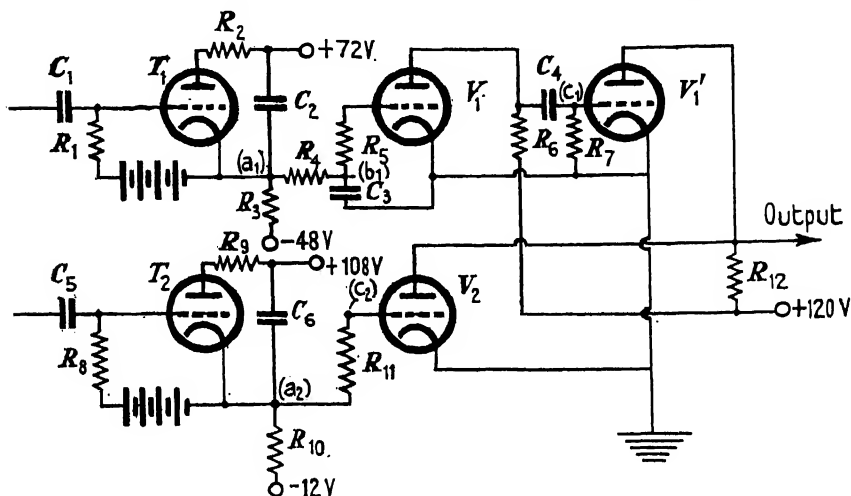 R2
+72V.
C1
T1
V1
C4
(c1)
V1'
C2
R1
(a1)
R4
R5
(b1)
C3
R6
R7
R3
-48V
Output
R9
+108V
C5
T2
(c2)
V2
R12
C6
+120V
R8
R11
(a2)
R10
-12V